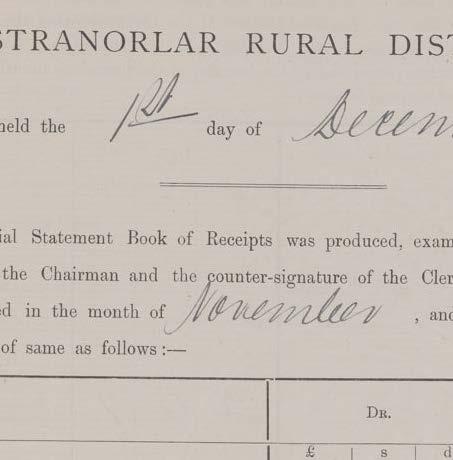 STRANORLAR RURAL DIST
held the 1st day of Decem
ial Statement Book of Receipts was produced, exam
the Chairman and the counter-signature of the Cler
ed in the month of November , and
of same as follows :—
DR.
£ s d